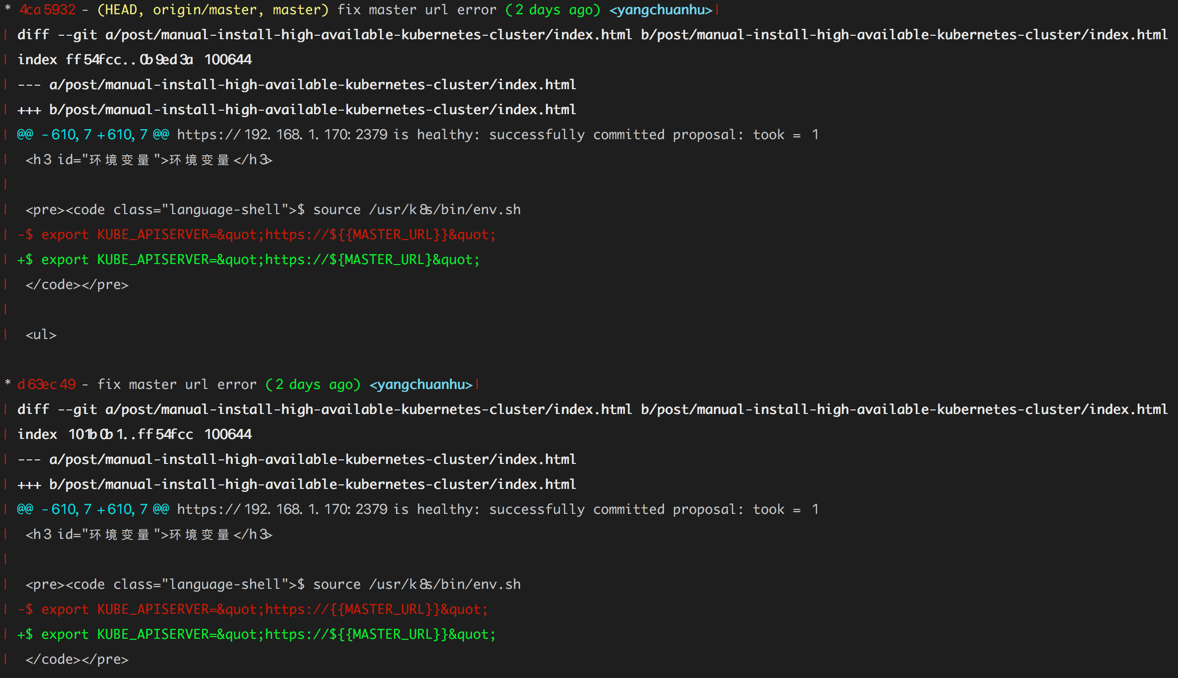 * 4ca5932 - (HEAD, origin/master, master) fix master url error (2 days ago) <yangchuanhu>|
| diff --git a/post/manual-install-high-available-kubernetes-cluster/index.html b/post/manual-install-high-available-kubernetes-cluster/index.html
| index ff54fcc..0b9ed3a 100644
| --- a/post/manual-install-high-available-kubernetes-cluster/index.html
| +++ b/post/manual-install-high-available-kubernetes-cluster/index.html
| @@ -610,7 +610,7 @@ https://192.168.1.170:2379 is healthy: successfully committed proposal: took = 1
|  <h3 id="环境变量">环境变量</h3>
|
|  <pre><code class="language-shell">$ source /usr/k8s/bin/env.sh
| -$ export KUBE_APISERVER=&quot;https://${{MASTER_URL}}&quot;
| +$ export KUBE_APISERVER=&quot;https://${MASTER_URL}&quot;
|  </code></pre>
|
|  <ul>
* d63ec49 - fix master url error (2 days ago) <yangchuanhu>|
| diff --git a/post/manual-install-high-available-kubernetes-cluster/index.html b/post/manual-install-high-available-kubernetes-cluster/index.html
| index 101b0b1..ff54fcc 100644
| --- a/post/manual-install-high-available-kubernetes-cluster/index.html
| +++ b/post/manual-install-high-available-kubernetes-cluster/index.html
| @@ -610,7 +610,7 @@ https://192.168.1.170:2379 is healthy: successfully committed proposal: took = 1
|  <h3 id="环境变量">环境变量</h3>
|
|  <pre><code class="language-shell">$ source /usr/k8s/bin/env.sh
| -$ export KUBE_APISERVER=&quot;https://{{MASTER_URL}}&quot;
| +$ export KUBE_APISERVER=&quot;https://${{MASTER_URL}}&quot;
|  </code></pre>